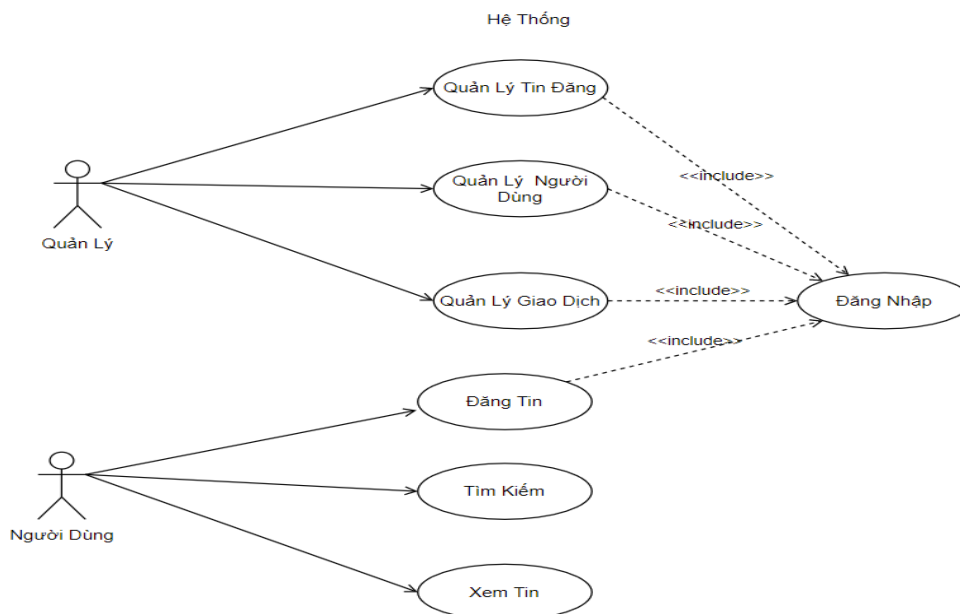 Hệ Thống
Quản Lý Tin Đăng
<<include>>
Quản Lý Người
Dùng
<<include>>
Quản Lý
Quản Lý Giao Dịch
<<include>>
Đăng Nhập
<<include>>
Đăng Tin
Tìm Kiếm
Người Dùng
Xem Tin